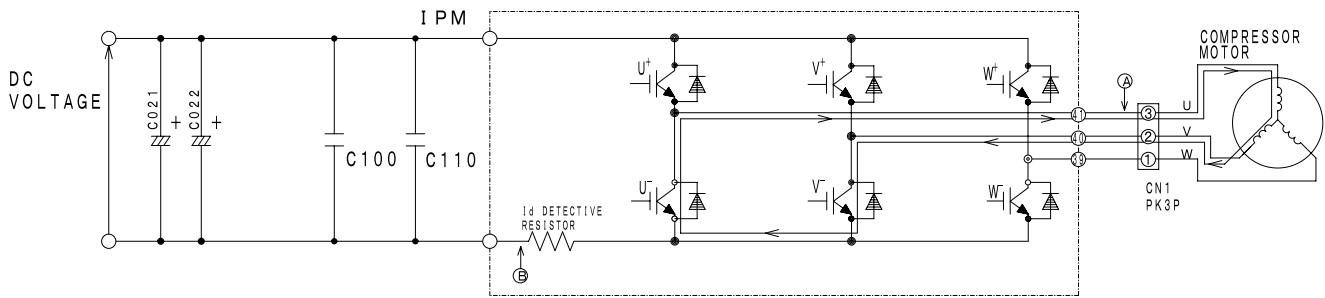 IPM
DC
VOLTAGE
C021
+
C022
+
C100
C110
U+
V+
W+
U-
V-
W-
Id DETECTIVE
RESISTOR
B
A
41
40
39
3
2
1
U
V
W
CN1
PK3P
COMPRESSOR
MOTOR